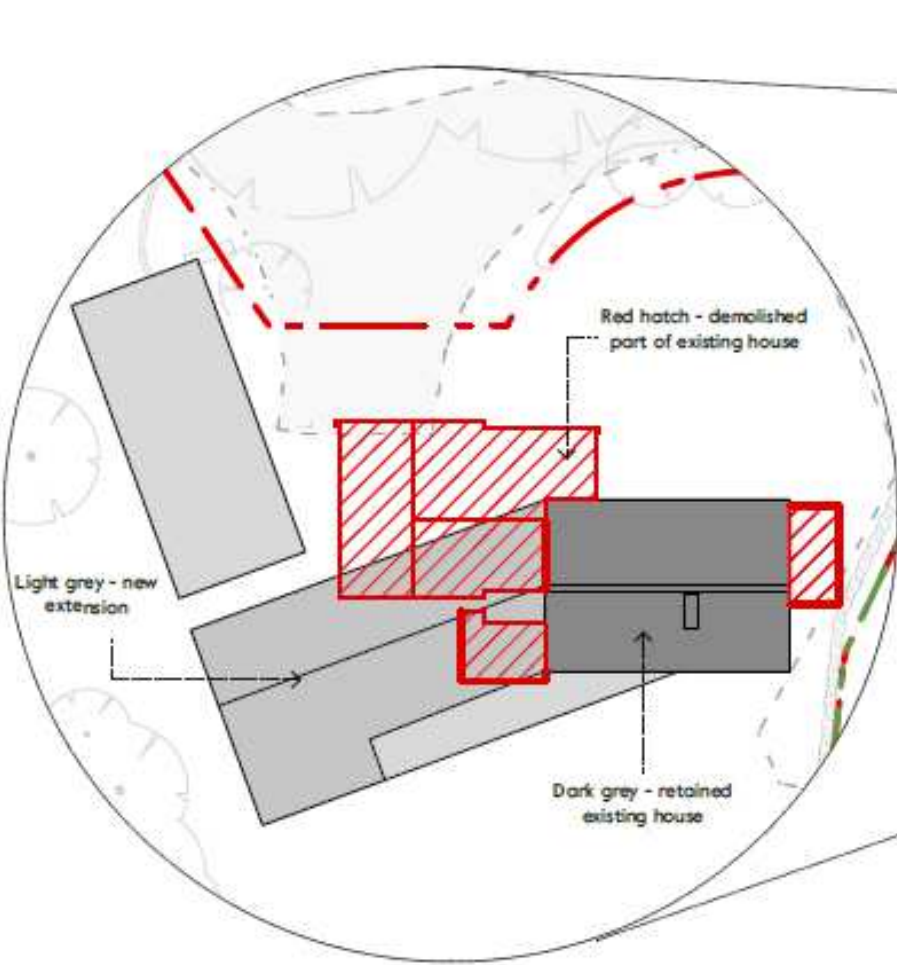 Red hatch - demolished
part of existing house
Light grey - new
extension
Dark grey - retained
existing house